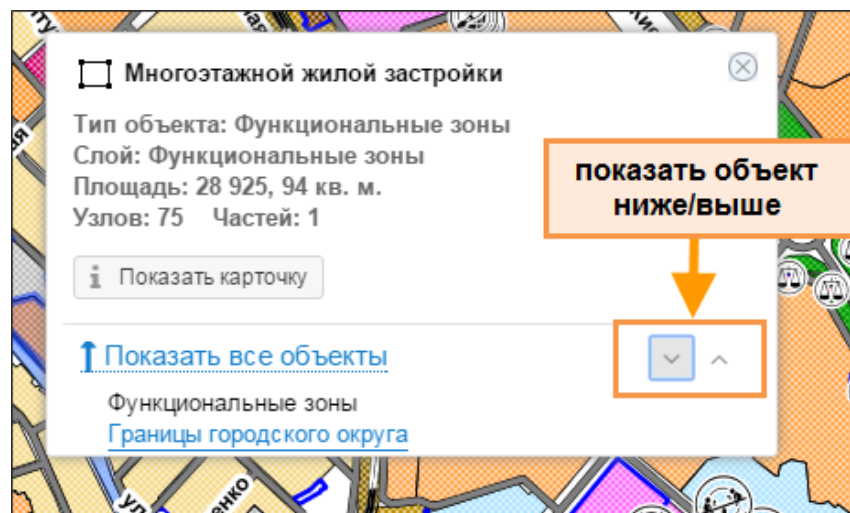 Многоэтажной жилой застройки
Тип объекта: Функциональные зоны
Слой: Функциональные зоны
Площадь: 28 925, 94 кв. м.
Узлов: 75 Частей: 1
показать объект
ниже/выше
Показать карточку
Показать все объекты
Функциональные зоны
Границы городского округа